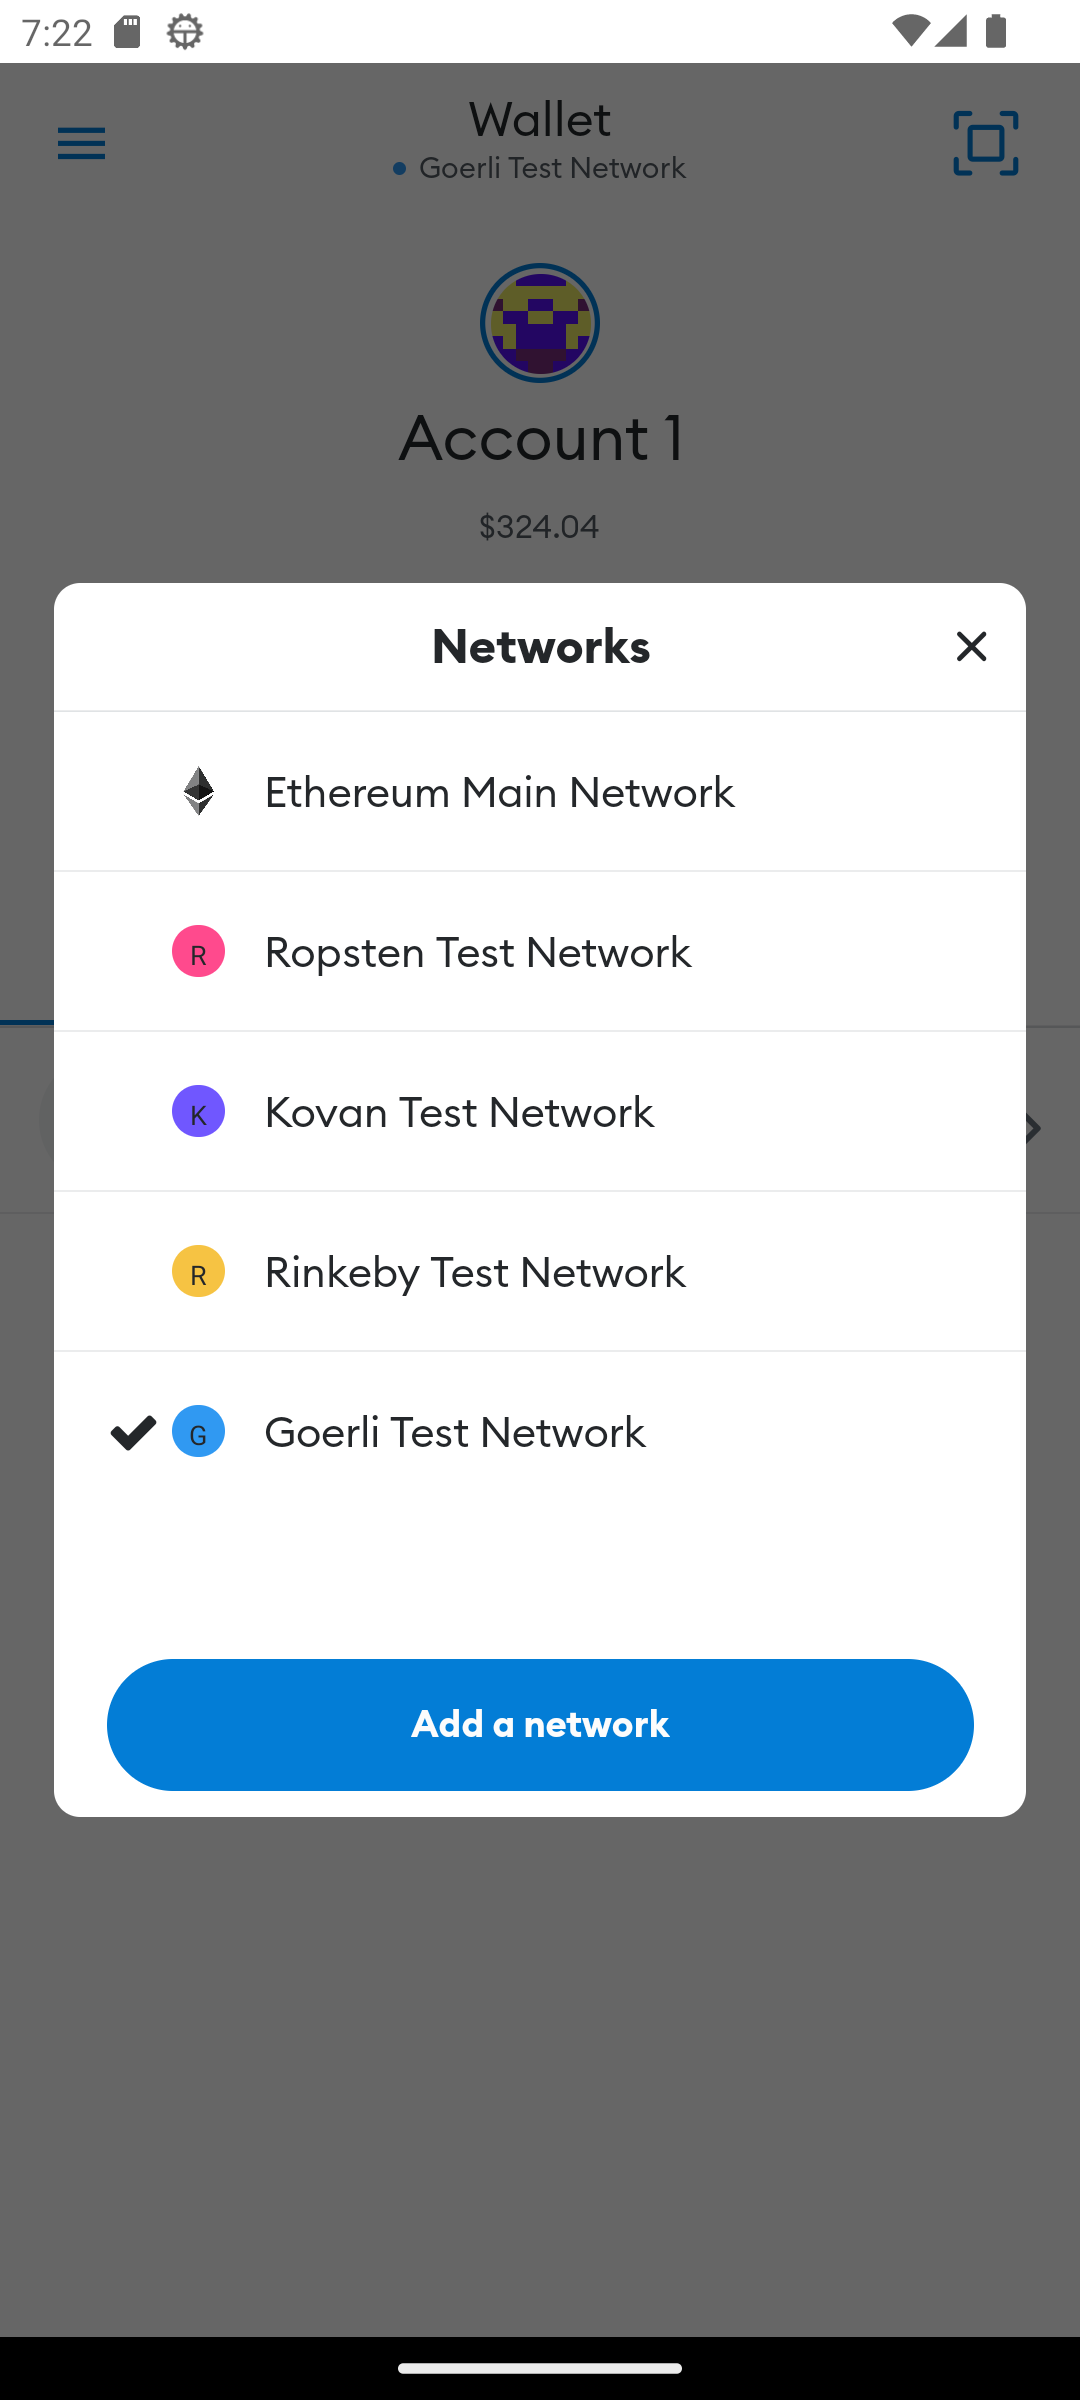 7:22
Wallet
Goerli Test Network
Account 1
$324.04
Networks
Ethereum Main Network
R Ropsten Test Network
K Kovan Test Network
R Rinkeby Test Network
G Goerli Test Network
Add a network